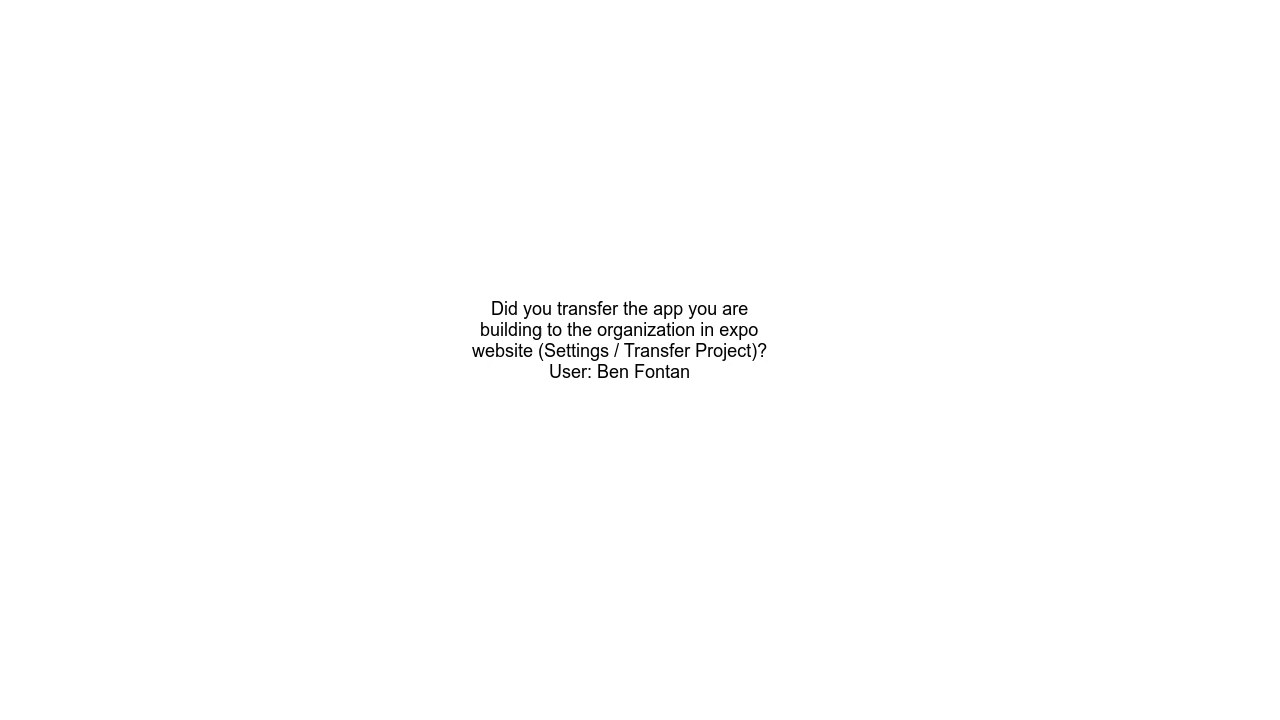 Did you transfer the app you are
building to the organization in expo
website (Settings / Transfer Project)?
User: Ben Fontan